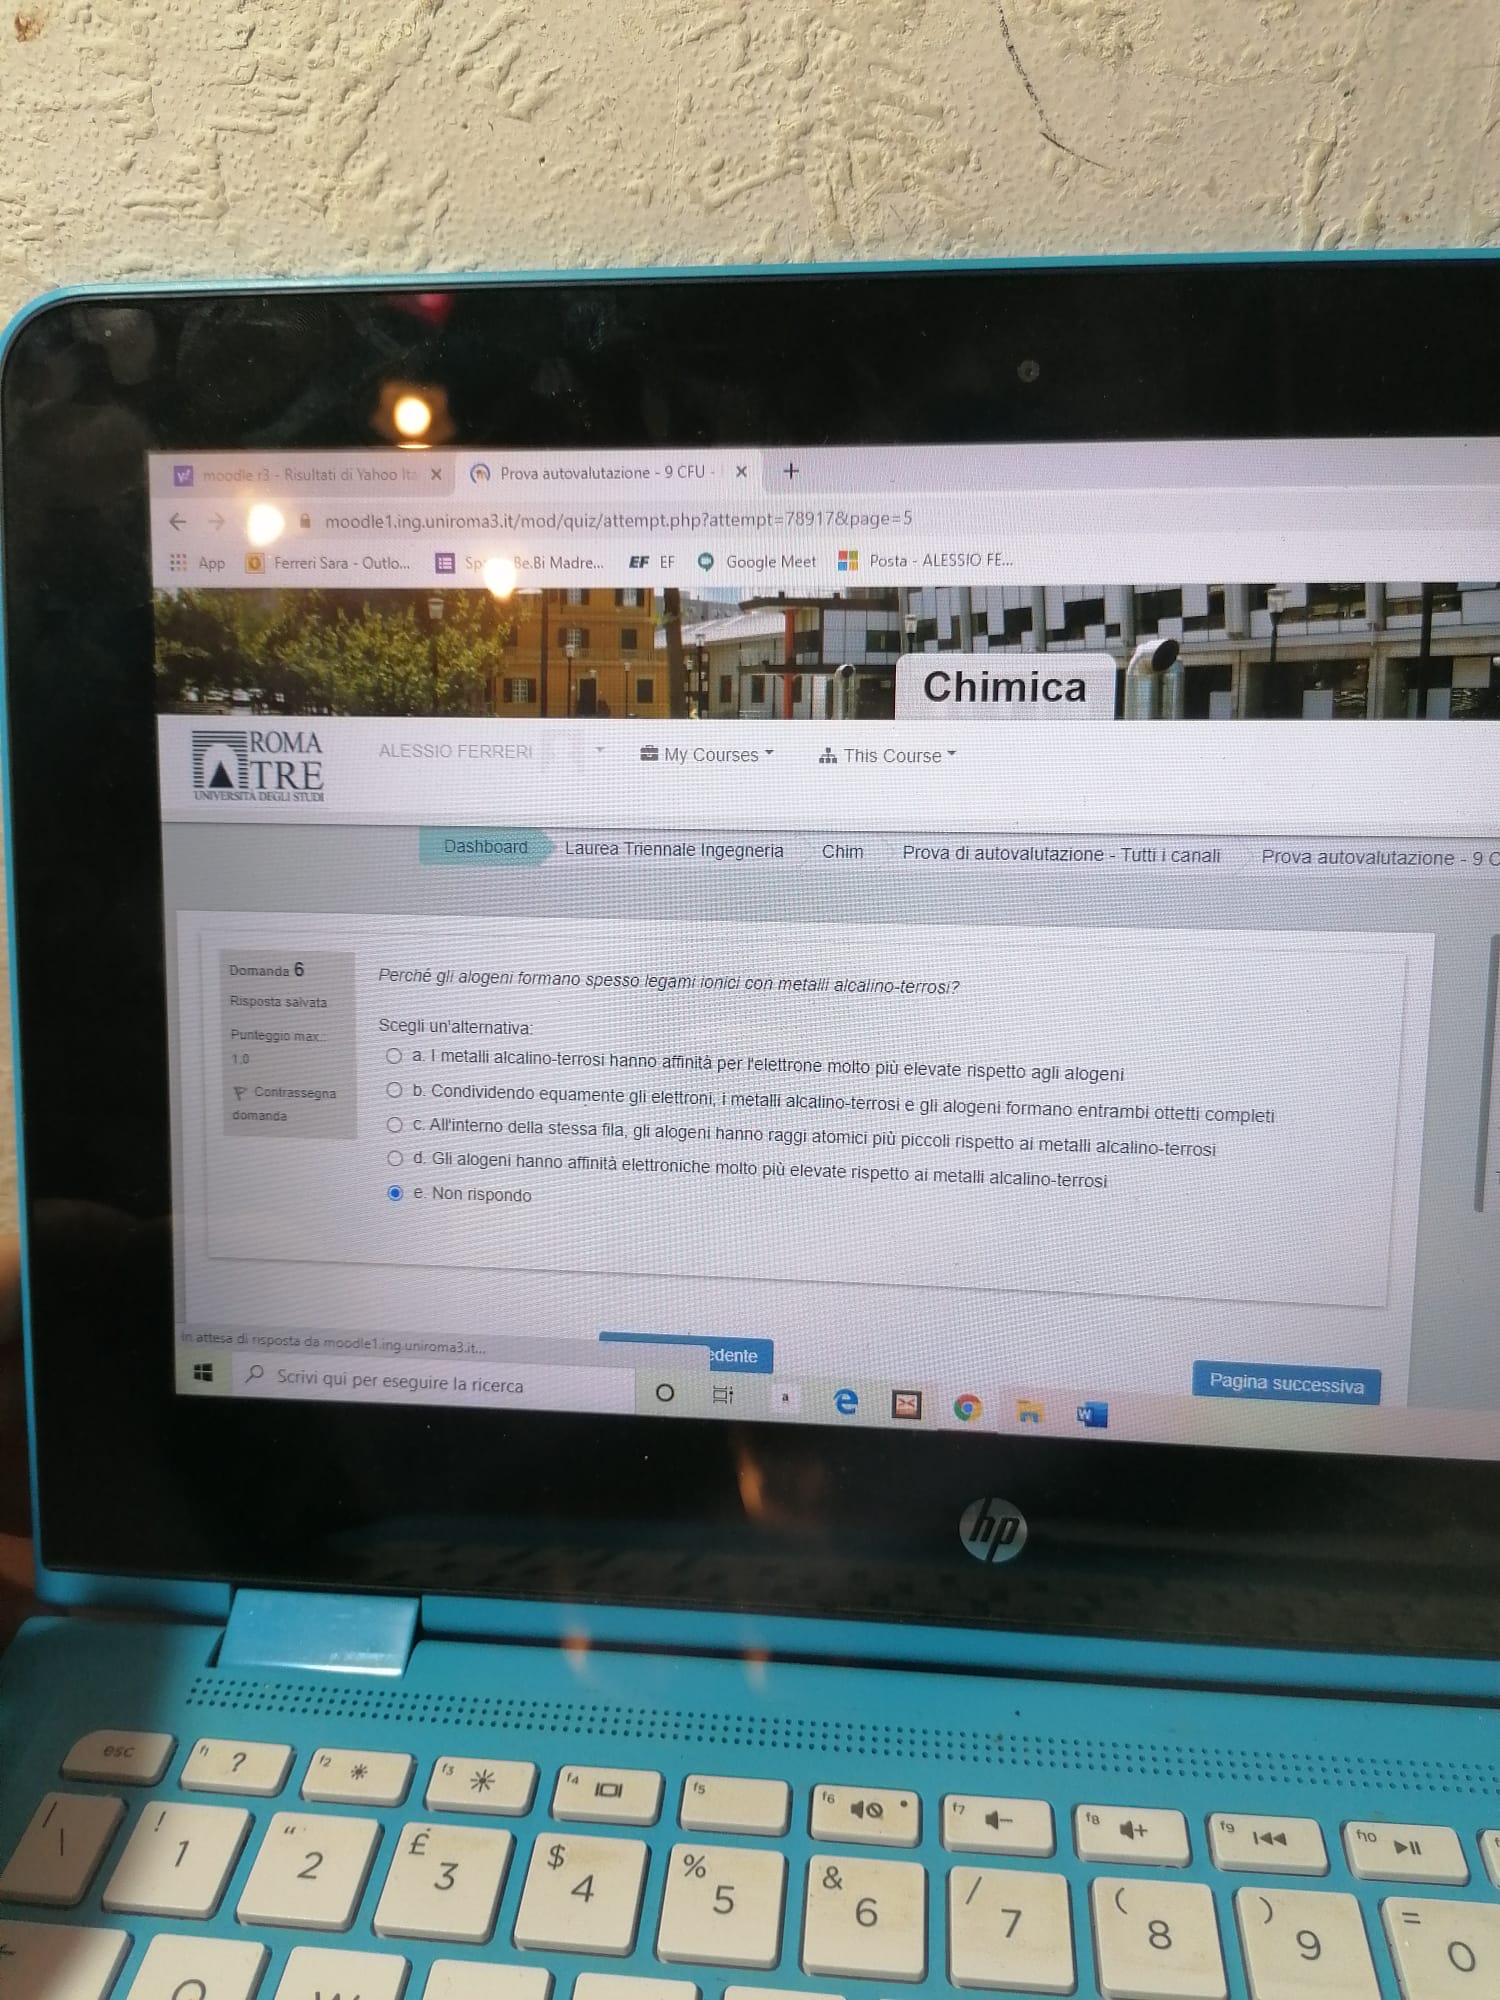 moodle r3 - Risultati di Yahoo Ita
Prova autovalutazione - 9 CFU -
moodle1.ing.uniroma3.it/mod/quiz/attempt.php?attempt=78917&page=5
App Ferreri Sara - Outlo... Be.Bi Madre... EF EF Google Meet Posta - ALESSIO FE...
Chimica
ROMA
TRE
UNIVERSITÀ DEGLI STUDI
ALESSIO FERRERI My Courses This Course
Dashboard Laurea Triennale Ingegneria Chim Prova di autovalutazione - Tutti i canali Prova autovalutazione - 9 C
Domanda 6
Risposta salvata
Punteggio max.:
1,0
Contrassegna
domanda
Perché gli alogeni formano spesso legami ionici con metalli alcalino-terrosi?
Scegli un'alternativa:
a. I metalli alcalino-terrosi hanno affinità per l'elettrone molto più elevate rispetto agli alogeni
b. Condividendo equamente gli elettroni, i metalli alcalino-terrosi e gli alogeni formano entrambi ottetti completi
c. All'interno della stessa fila, gli alogeni hanno raggi atomici più piccoli rispetto ai metalli alcalino-terrosi
d. Gli alogeni hanno affinità elettroniche molto più elevate rispetto ai metalli alcalino-terrosi
e. Non rispondo
In attesa di risposta da moodle1.ing.uniroma3.it...
edente
Pagina successiva
Scrivi qui per eseguire la ricerca
a
W
hp
esc f1 ? f2 f3 f4 f5 f6 f7 f8 f9 f10
\ | ! 1 " 2 £ 3 $ 4 % 5 & 6 / 7 ( 8 ) 9 = 0